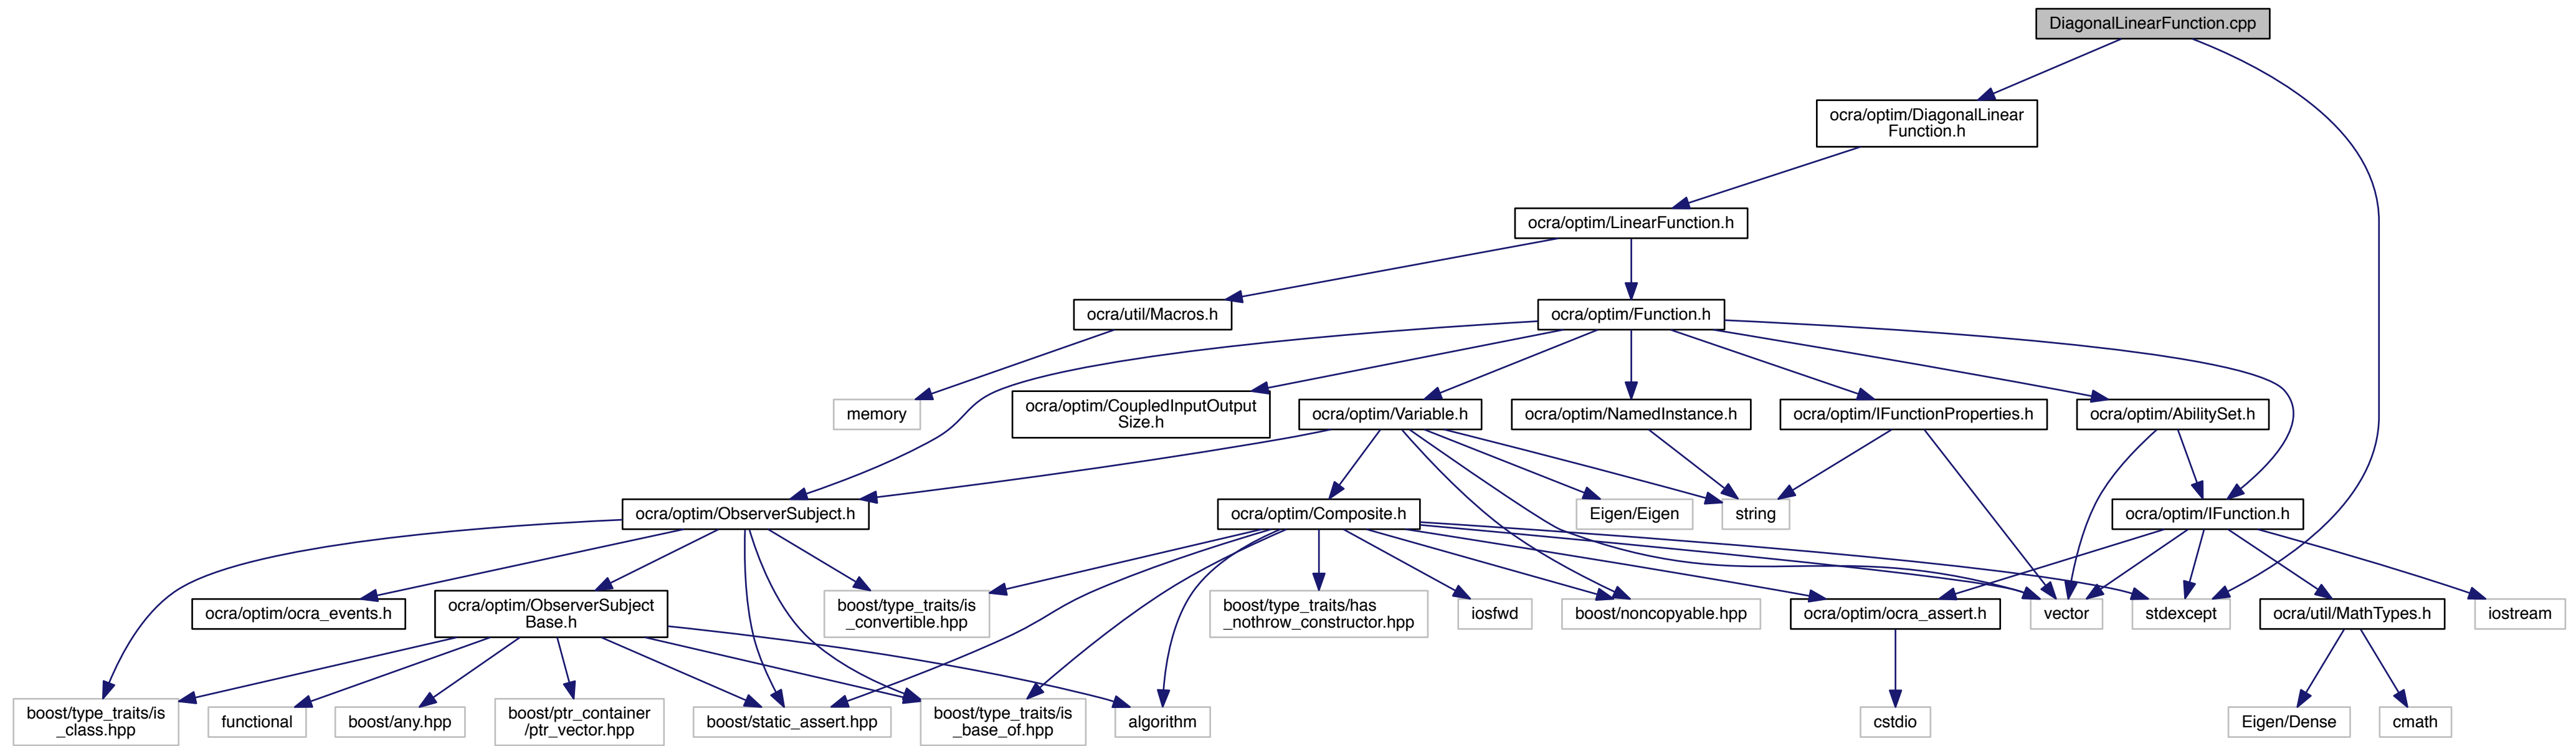 DiagonalLinearFunction.cpp
ocra/optim/DiagonalLinear
Function.h
ocra/optim/LinearFunction.h
ocra/util/Macros.h
ocra/optim/Function.h
memory
ocra/optim/CoupledInputOutput
Size.h
ocra/optim/Variable.h
ocra/optim/NamedInstance.h
ocra/optim/IFunctionProperties.h
ocra/optim/AbilitySet.h
ocra/optim/ObserverSubject.h
ocra/optim/Composite.h
Eigen/Eigen
string
ocra/optim/IFunction.h
ocra/optim/ocra_events.h
ocra/optim/ObserverSubject
Base.h
boost/type_traits/is
_convertible.hpp
boost/type_traits/has
_nothrow_constructor.hpp
iosfwd
boost/noncopyable.hpp
ocra/optim/ocra_assert.h
vector
stdexcept
ocra/util/MathTypes.h
iostream
boost/type_traits/is
_class.hpp
functional
boost/any.hpp
boost/ptr_container
/ptr_vector.hpp
boost/static_assert.hpp
boost/type_traits/is
_base_of.hpp
algorithm
cstdio
Eigen/Dense
cmath